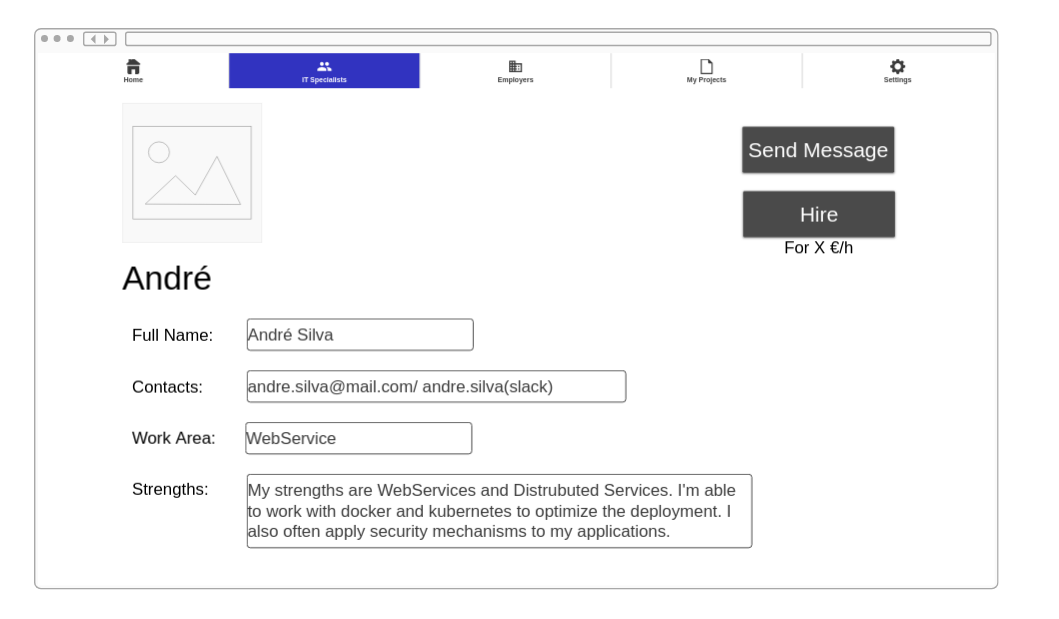 Home
IT Specialists
Employers
My Projects
Settings
Send Message
Hire
For X €/h
André
Full Name:
André Silva
Contacts:
andre.silva@mail.com/ andre.silva(slack)
Work Area:
WebService
Strengths:
My strengths are WebServices and Distrubuted Services. I'm able
to work with docker and kubernetes to optimize the deployment. I
also often apply security mechanisms to my applications.